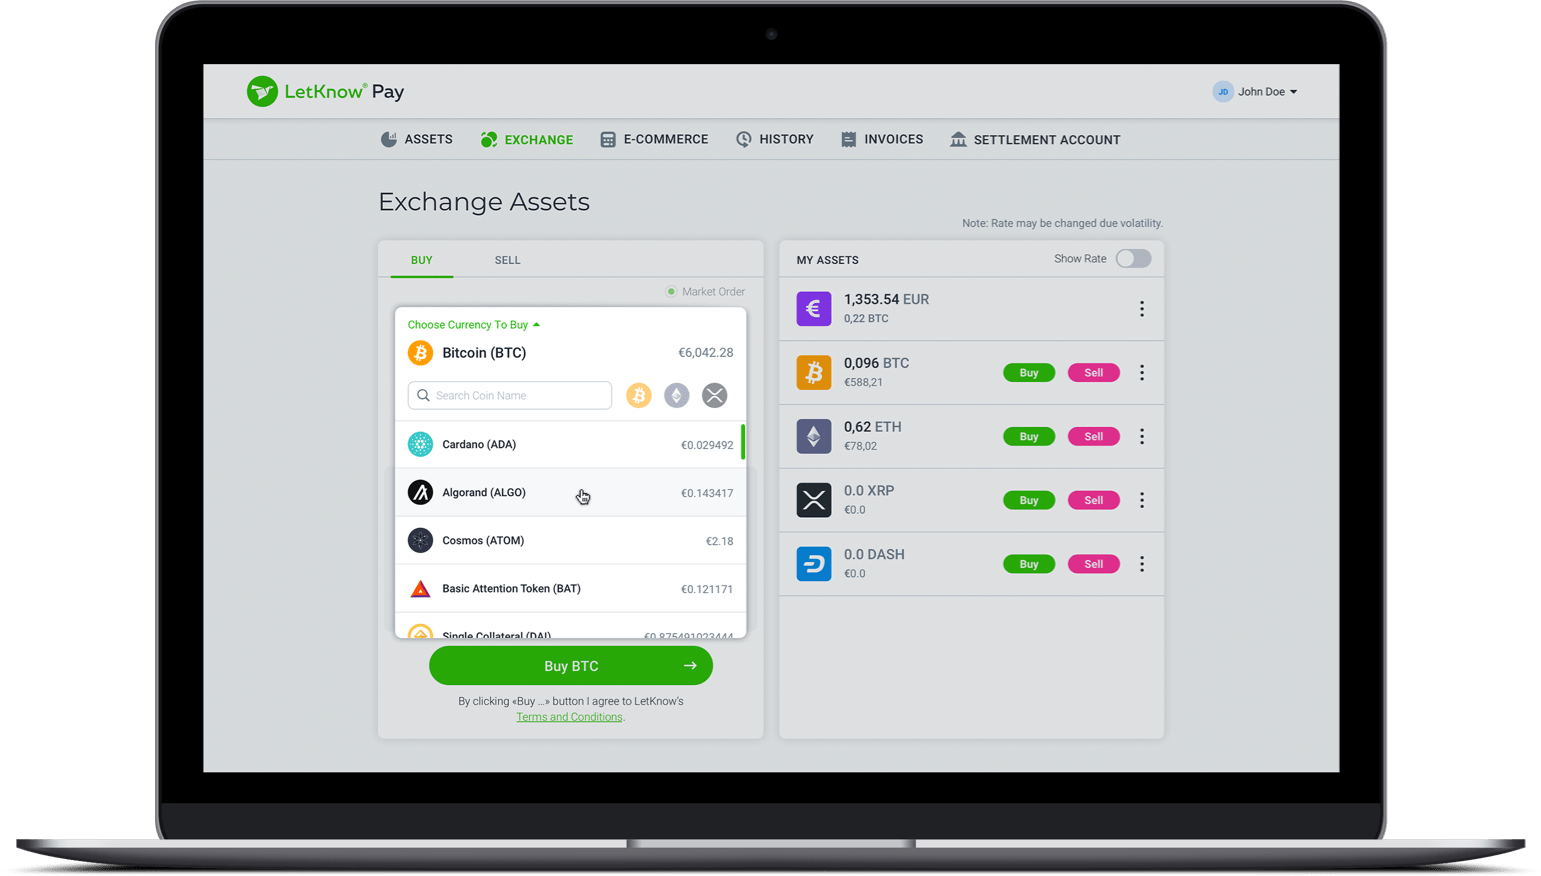 LetKnow® Pay
JD John Doe
ASSETS EXCHANGE E-COMMERCE HISTORY INVOICES SETTLEMENT ACCOUNT
Exchange Assets
Note: Rate may be changed due volatility.
BUY SELL
Market Order
Choose Currency To Buy
Bitcoin (BTC) €6,042.28
Search Coin Name
Cardano (ADA) €0.029492
Algorand (ALGO) €0.143417
Cosmos (ATOM) €2.18
Basic Attention Token (BAT) €0.121171
Single Collateral (DAI) €0.875491023444
Buy BTC
By clicking «Buy ...» button I agree to LetKnow's
Terms and Conditions.
MY ASSETS Show Rate
1,353.54 EUR
0,22 BTC
0,096 BTC
€588,21
Buy Sell
0,62 ETH
€78,02
Buy Sell
0.0 XRP
€0.0
Buy Sell
0.0 DASH
€0.0
Buy Sell